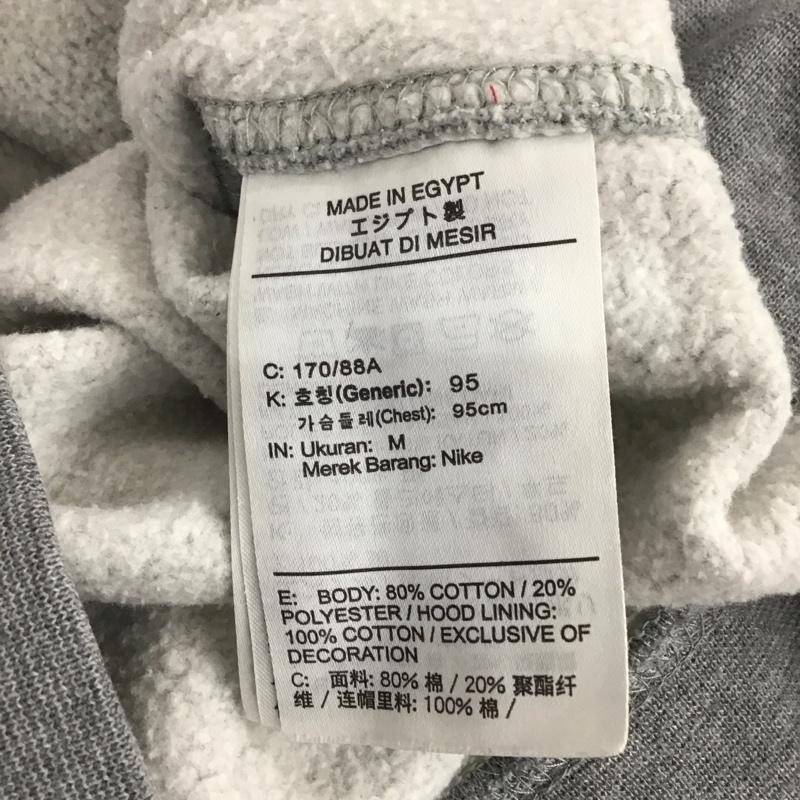 MADE IN EGYPT
エジプト製
DIBUAT DI MESIR
C: 170/88A
K: 호칭(Generic): 95
가슴둘레(Chest): 95cm
IN: Ukuran: M
Merek Barang: Nike
E: BODY: 80% COTTON / 20%
POLYESTER / HOOD LINING:
100% COTTON / EXCLUSIVE OF
DECORATION
C: 面料: 80% 棉 / 20% 聚酯纤
维 / 连帽里料: 100% 棉 /